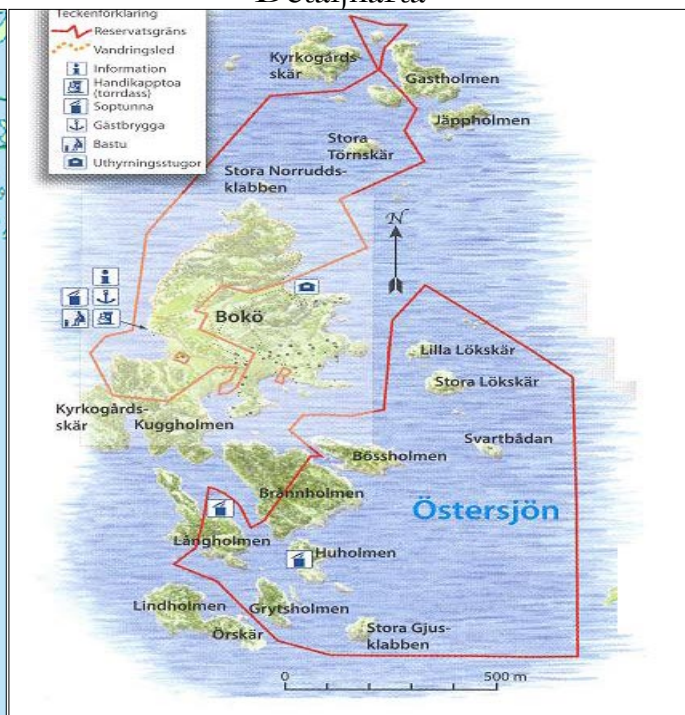 Detaljkarta
Teckenförklaring
Reservatsgräns
Vandringsled
Information
Handikapptoa
(torrdass)
Soptunna
Gästbrygga
Bastu
Uthyrningsstugor
Kyrkogårds-
skär
Gåstholmen
Jäppholmen
Stora
Törnskär
Stora Norrudds-
klabben
N
Bokö
Lilla Lökskär
Stora Lökskär
Kyrkogårds-
skär
Kuggholmen
Svartbådan
Bössholmen
Brännholmen
Östersjön
Långholmen
Huholmen
Lindholmen
Grytsholmen
Örskär
Stora Gjus-
klabben
0 500 m